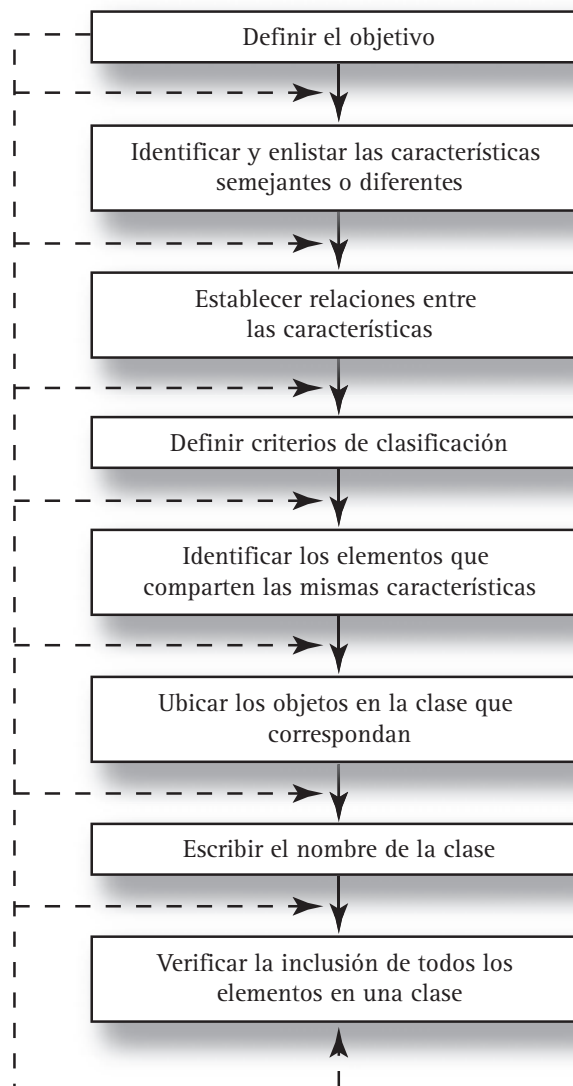 Definir el objetivo
Identificar y enlistar las características
semejantes o diferentes
Establecer relaciones entre
las características
Definir criterios de clasificación
Identificar los elementos que
comparten las mismas características
Ubicar los objetos en la clase que
correspondan
Escribir el nombre de la clase
Verificar la inclusión de todos los
elementos en una clase